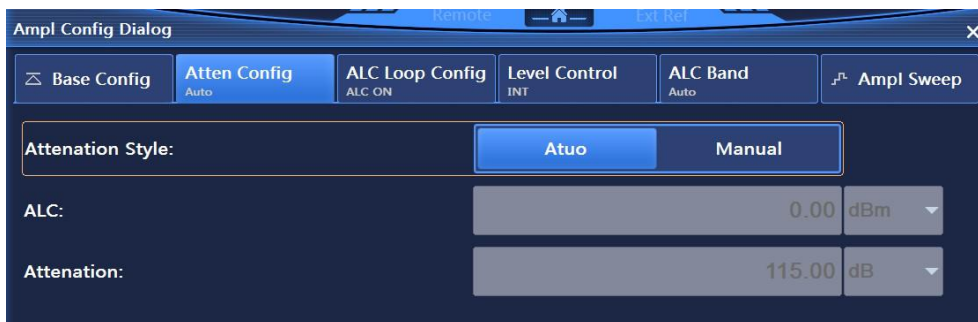 Remote
Ext Ref
Ampl Config Dialog
Base Config
Atten Config
Auto
ALC Loop Config
ALC ON
Level Control
INT
ALC Band
Auto
Ampl Sweep
Attenation Style:
Atuo
Manual
ALC:
0.00 dBm
Attenation:
115.00 dB